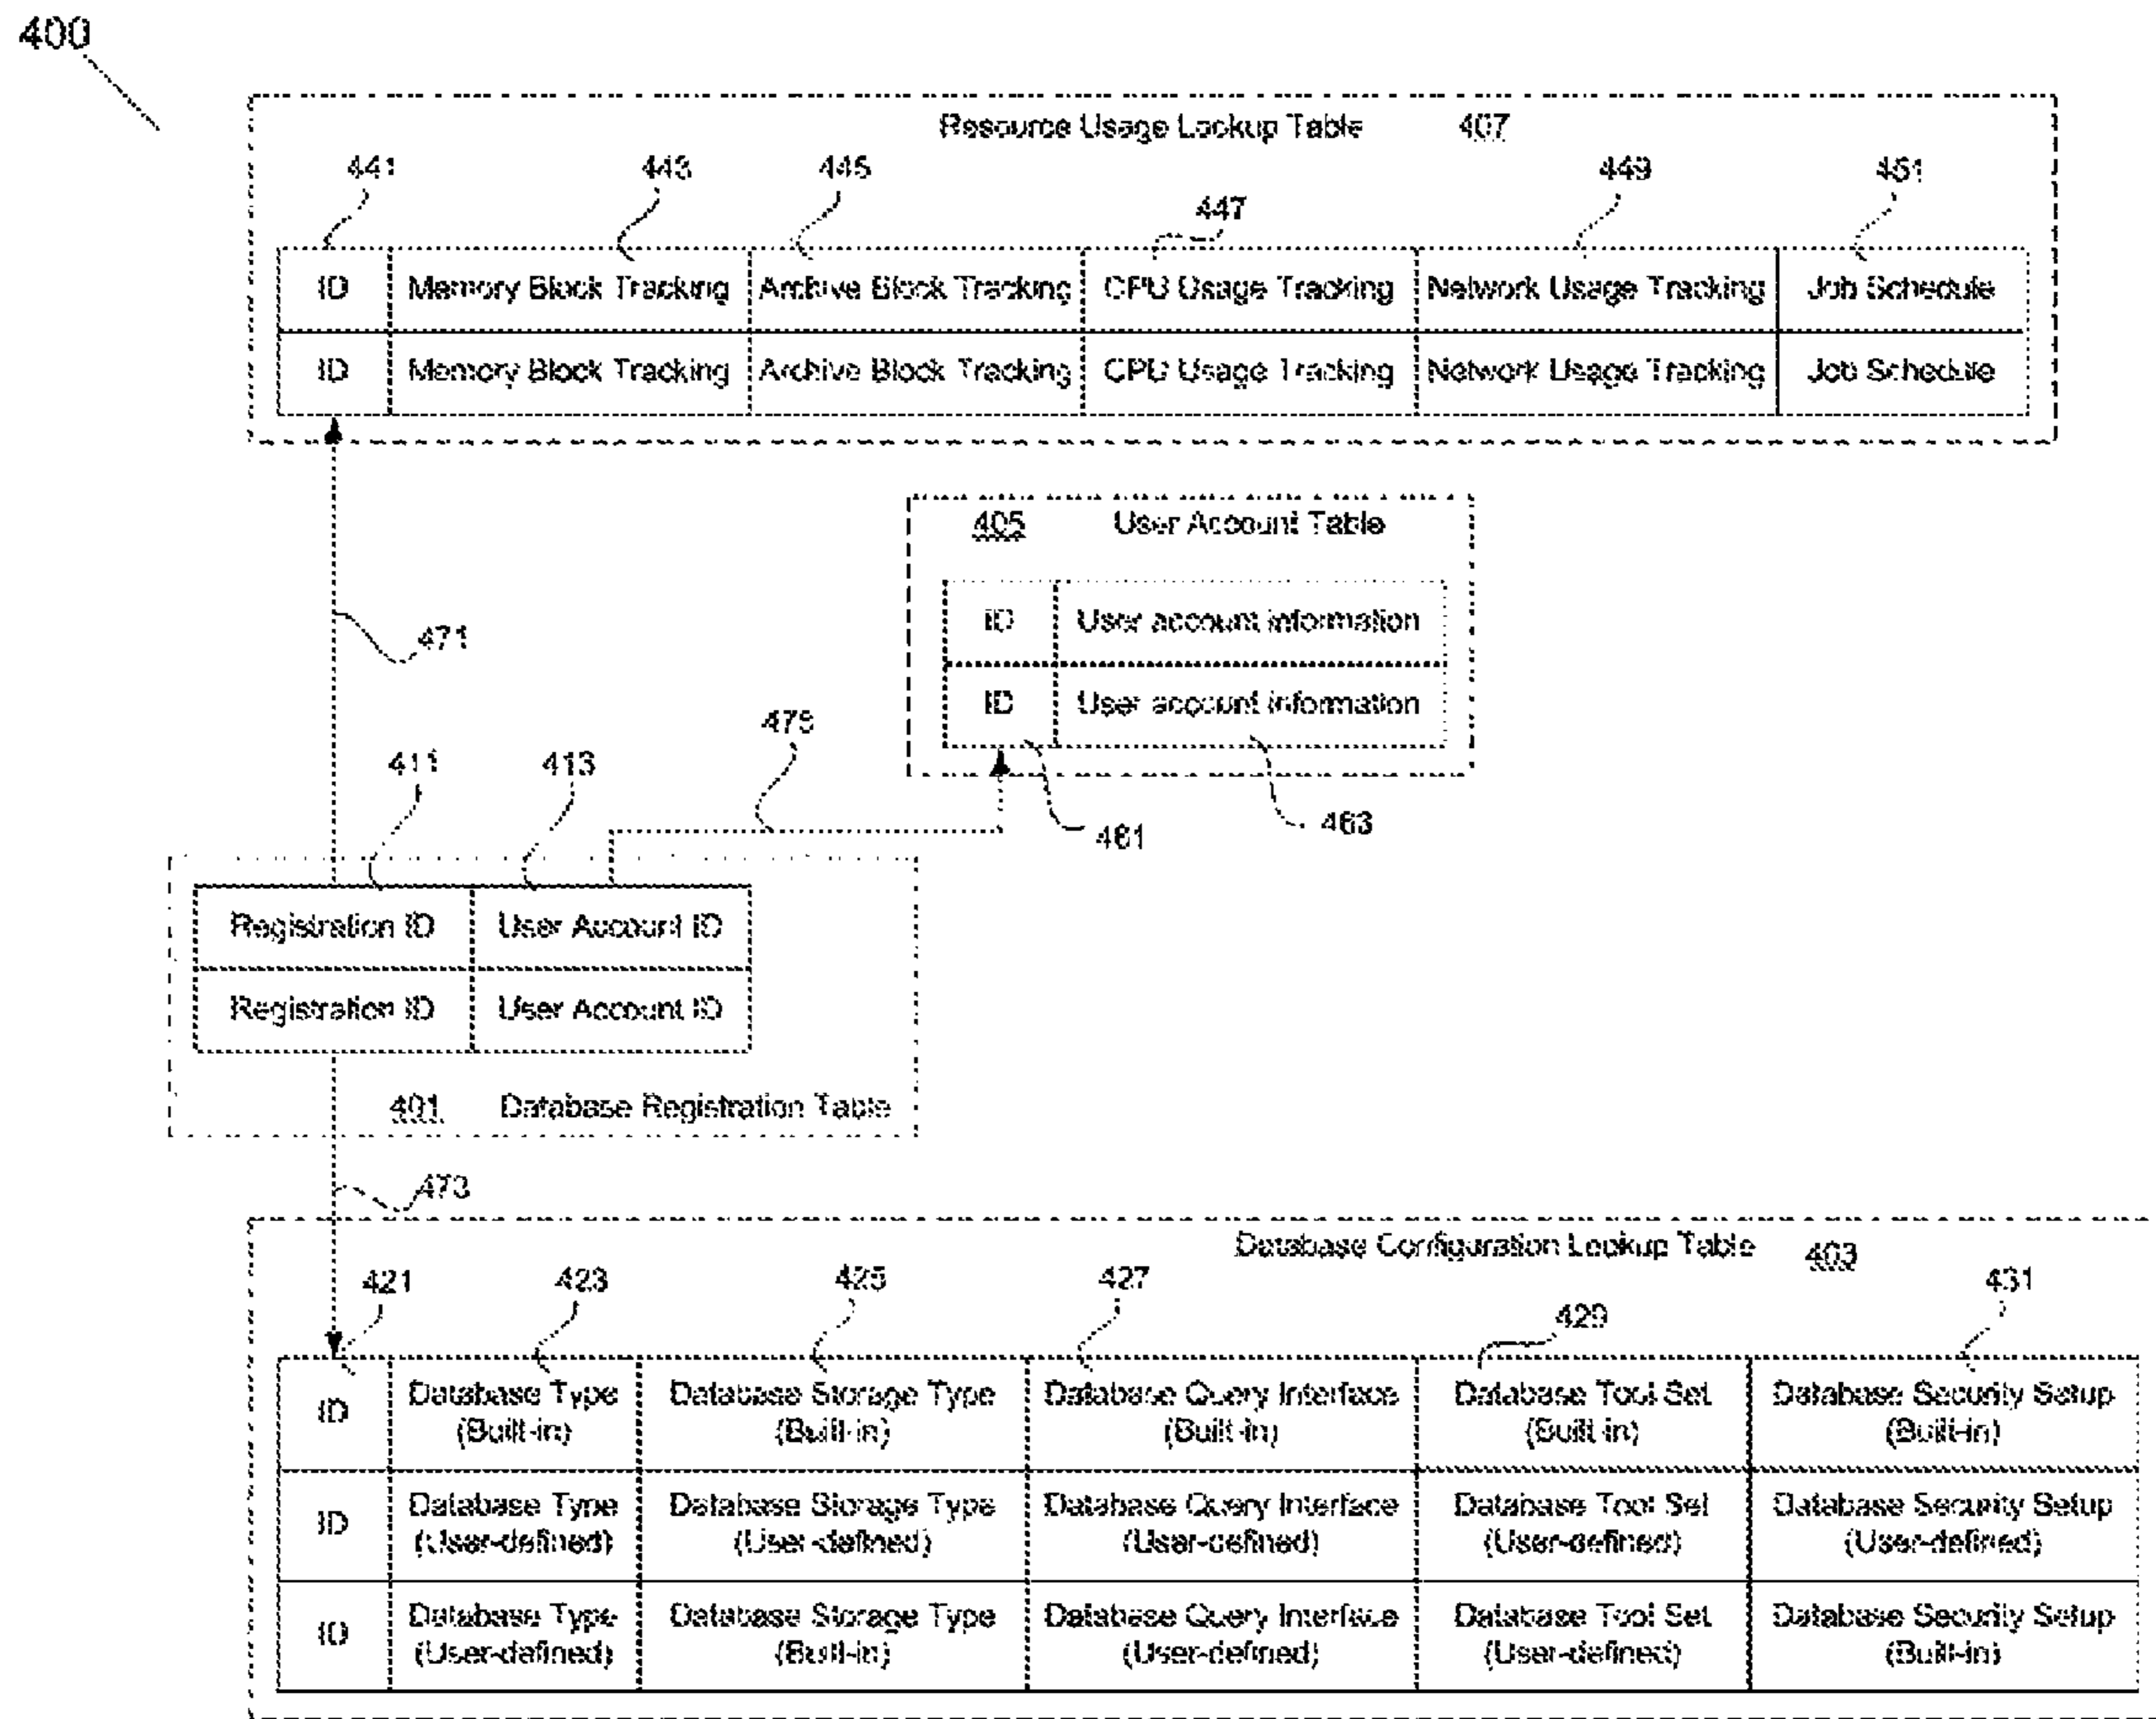 400
Resource Usage Lookup Table 407
441 443 445 447 449 451
ID Memory Block Tracking Archive Block Tracking CPU Usage Tracking Network Usage Tracking Job Schedule
ID Memory Block Tracking Archive Block Tracking CPU Usage Tracking Network Usage Tracking Job Schedule
405 User Account Table
ID User account information
ID User account information
471
475
461 463
411 413
Registration ID User Account ID
Registration ID User Account ID
401 Database Registration Table
473
Database Configuration Lookup Table 403
421 423 425 427 429 431
ID Database Type Database Storage Type Database Query Interface Database Tool Set Database Security Setup
(Built-in) (Built-in) (Built-in) (Built-in) (Built-in)
ID Database Type Database Storage Type Database Query Interface Database Tool Set Database Security Setup
(User-defined) (User-defined) (User-defined) (User-defined) (User-defined)
ID Database Type Database Storage Type Database Query Interface Database Tool Set Database Security Setup
(User-defined) (Built-in) (User-defined) (User-defined) (Built-in)